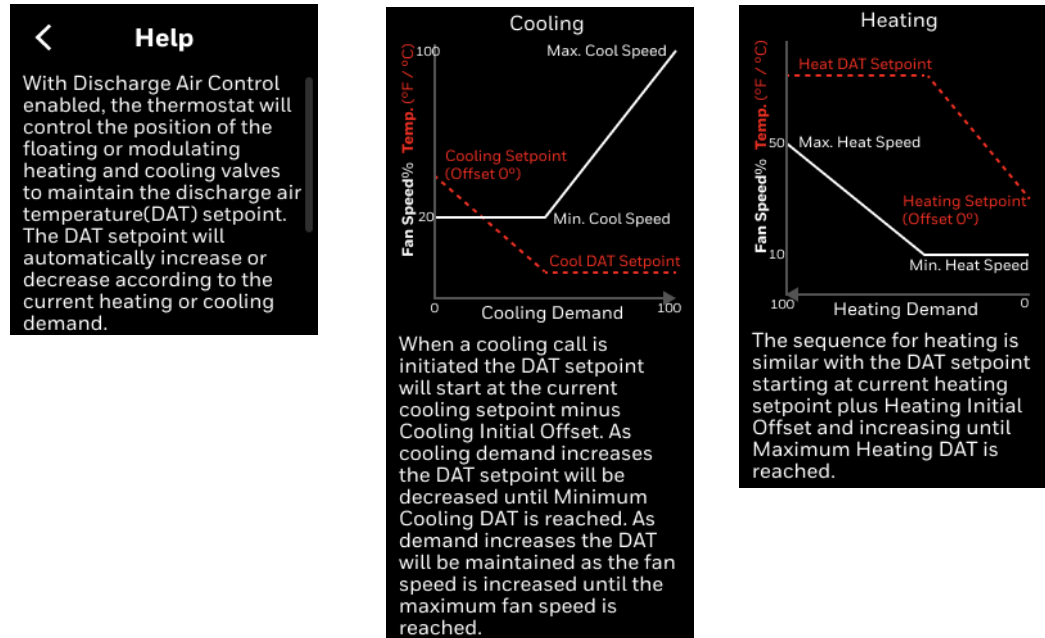 Help
With Discharge Air Control
enabled, the thermostat will
control the position of the
floating or modulating
heating and cooling valves
to maintain the discharge air
temperature(DAT) setpoint.
The DAT setpoint will
automatically increase or
decrease according to the
current heating or cooling
demand.
Cooling
Fan Speed% Temp. (°F / °C)
100
Max. Cool Speed
Cooling Setpoint
(Offset 0º)
20
Min. Cool Speed
Cool DAT Setpoint
0
Cooling Demand
100
When a cooling call is
initiated the DAT setpoint
will start at the current
cooling setpoint minus
Cooling Initial Offset. As
cooling demand increases
the DAT setpoint will be
decreased until Minimum
Cooling DAT is reached. As
demand increases the DAT
will be maintained as the fan
speed is increased until the
maximum fan speed is
reached.
Heating
Fan Speed% Temp. (°F / °C)
Heat DAT Setpoint
50
Max. Heat Speed
Heating Setpoint
(Offset 0º)
10
Min. Heat Speed
100
Heating Demand
0
The sequence for heating is
similar with the DAT setpoint
starting at current heating
setpoint plus Heating Initial
Offset and increasing until
Maximum Heating DAT is
reached.